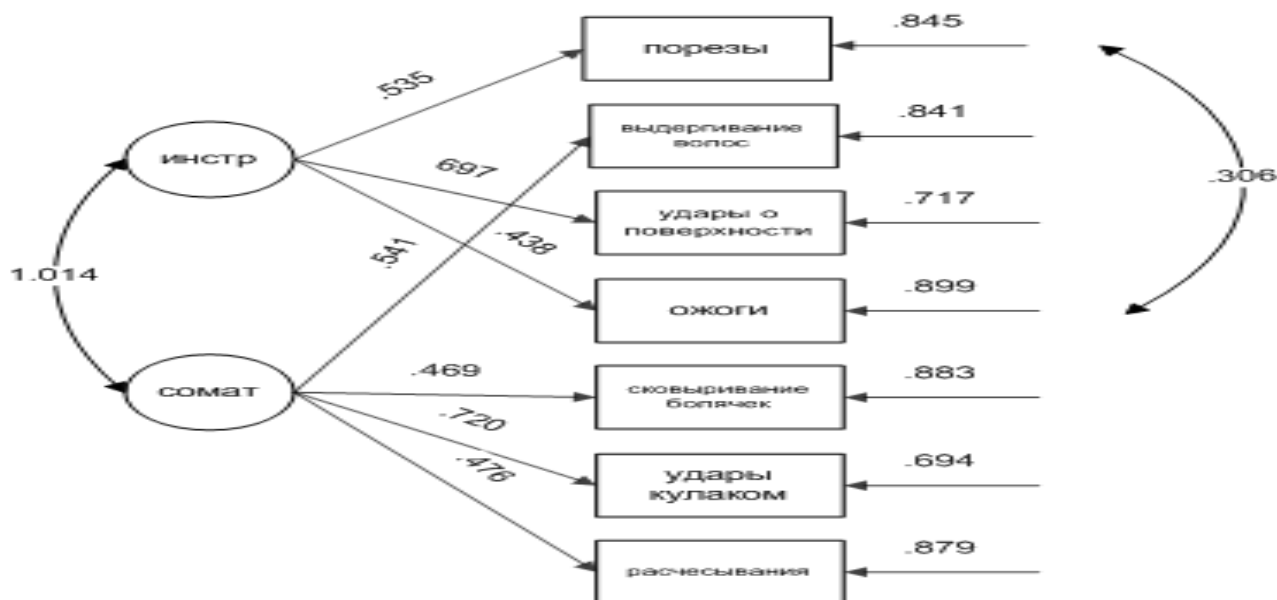 .845
порезы
.535
.841
выдергивание
волос
инстр
697
.306
.717
удары о
поверхности
.438
.541
1.014
.899
ожоги
.469
.883
сковыривание
болячек
сомат
.720
.694
удары
кулаком
.476
.879
расчесывания